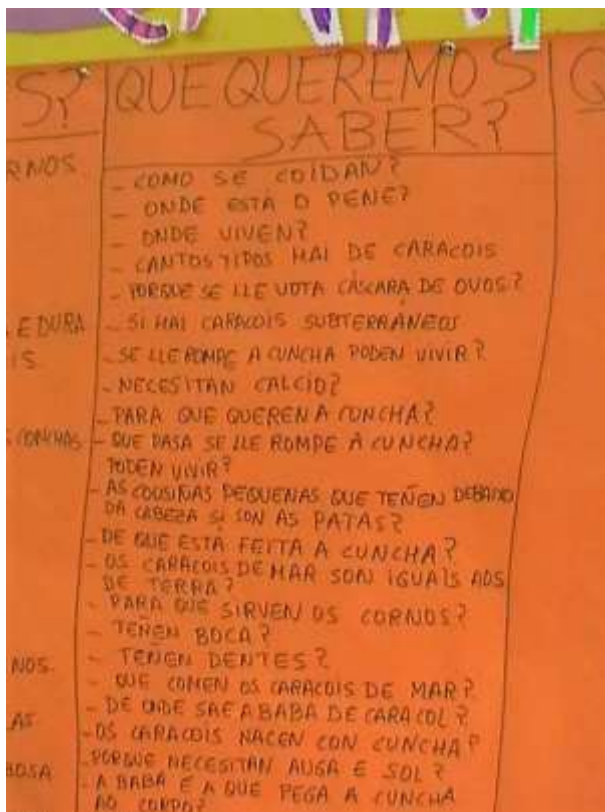 S?
QUE QUEREMOS
SABER?
Q
RNOS
- COMO SE COIDAN?
- ONDE ESTÁ O PENE?
- ONDE VIVEN?
- CANTOS TIPOS HAI DE CARACOIS
- PORQUE SE LLE VOTA CÁSCARA DE OVOS?
- SI HAI CARACOIS SUBTERRÁNEOS
- SE LLE ROMPE A CUNCHA PODEN VIVIR?
- NECESITAN CALCIO?
- PARA QUE QUEREN A CUNCHA?
- QUE PASA SE LLE ROMPE A CUNCHA?
PODEN VIVIR?
- AS COUSIÑAS PEQUENAS QUE TEÑEN DEBAIXO
DA CABEZA SI SON AS PATAS?
- DE QUE ESTÁ FEITA A CUNCHA?
- OS CARACOIS DE MAR SON IGUAIS AOS
DE TERRA?
- PARA QUE SIRVEN OS CORNOS?
- TEÑEN BOCA?
- TEÑEN DENTES?
- QUE COMEN OS CARACOIS DE MAR?
- DE ONDE SAE A BABA DE CARACOL?
- OS CARACOIS NACEN CON CUNCHA?
- PORQUE NECESITAN AUGA E SOL?
- A BABA É A QUE PEGA A CUNCHA
AO CORPO?
E DURA
IS
CONCHAS
NOS
AS
BOSA